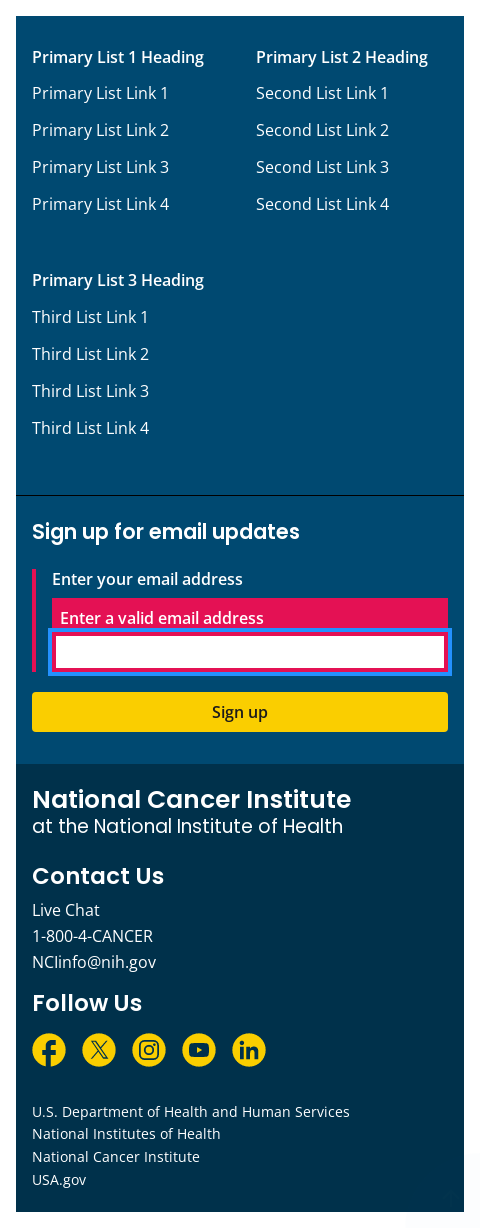 Primary List 1 Heading
Primary List Link 1
Primary List Link 2
Primary List Link 3
Primary List Link 4
Primary List 2 Heading
Second List Link 1
Second List Link 2
Second List Link 3
Second List Link 4
Primary List 3 Heading
Third List Link 1
Third List Link 2
Third List Link 3
Third List Link 4
Sign up for email updates
Enter your email address
Enter a valid email address
Sign up
National Cancer Institute
at the National Institute of Health
Contact Us
Live Chat
1-800-4-CANCER
NCIinfo@nih.gov
Follow Us
U.S. Department of Health and Human Services
National Institutes of Health
National Cancer Institute
USA.gov